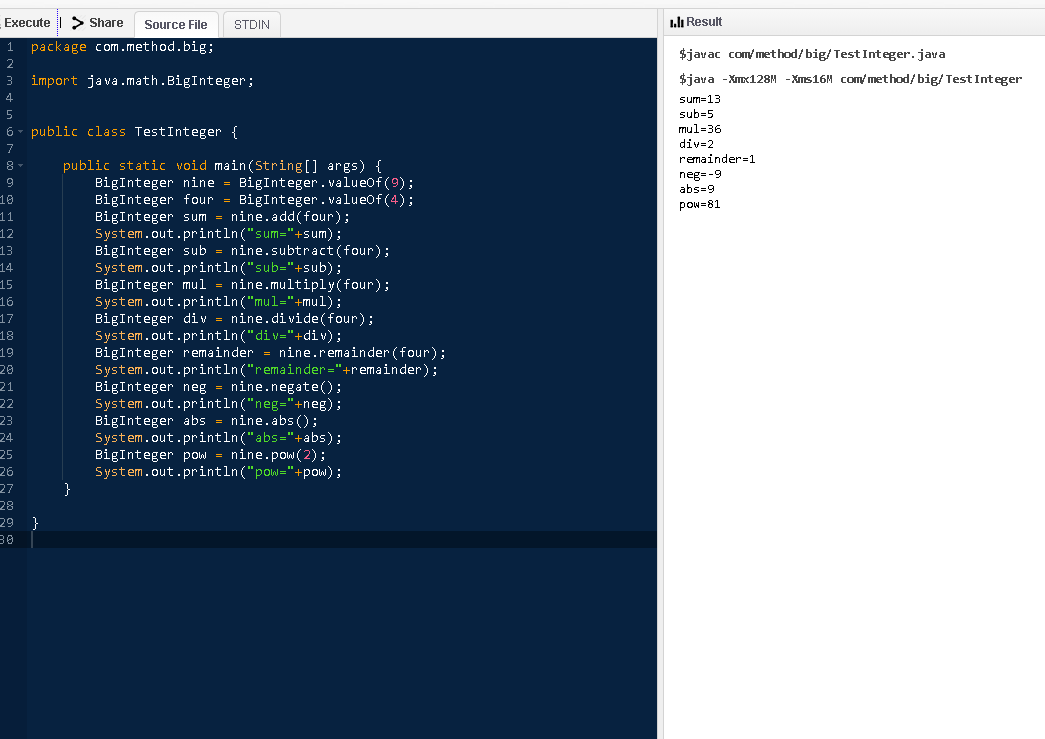 Execute Share Source File STDIN
1 package com.method.big;
2
3 import java.math.BigInteger;
4
5
6 public class TestInteger {
7
8 public static void main(String[] args) {
9 BigInteger nine = BigInteger.valueOf(9);
10 BigInteger four = BigInteger.valueOf(4);
11 BigInteger sum = nine.add(four);
12 System.out.println("sum="+sum);
13 BigInteger sub = nine.subtract(four);
14 System.out.println("sub="+sub);
15 BigInteger mul = nine.multiply(four);
16 System.out.println("mul="+mul);
17 BigInteger div = nine.divide(four);
18 System.out.println("div="+div);
19 BigInteger remainder = nine.remainder(four);
20 System.out.println("remainder="+remainder);
21 BigInteger neg = nine.negate();
22 System.out.println("neg="+neg);
23 BigInteger abs = nine.abs();
24 System.out.println("abs="+abs);
25 BigInteger pow = nine.pow(2);
26 System.out.println("pow="+pow);
27 }
28
29 }
30
Result
$javac com/method/big/TestInteger.java
$java -Xmx128M -Xms16M com/method/big/TestInteger
sum=13
sub=5
mul=36
div=2
remainder=1
neg=-9
abs=9
pow=81